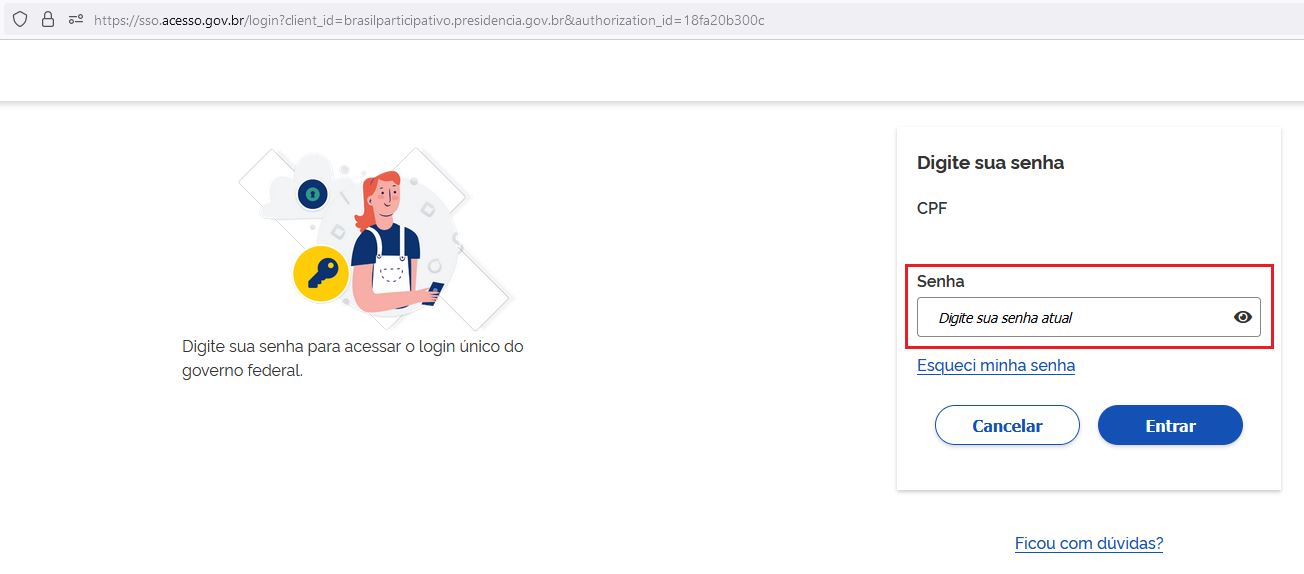 https://sso.acesso.gov.br/login?client_id=brasilparticipativo.presidencia.gov.br&authorization_id=18fa20b300c
Digite sua senha para acessar o login único do
governo federal.
Digite sua senha
CPF
Senha
Digite sua senha atual
Esqueci minha senha
Cancelar
Entrar
Ficou com dúvidas?